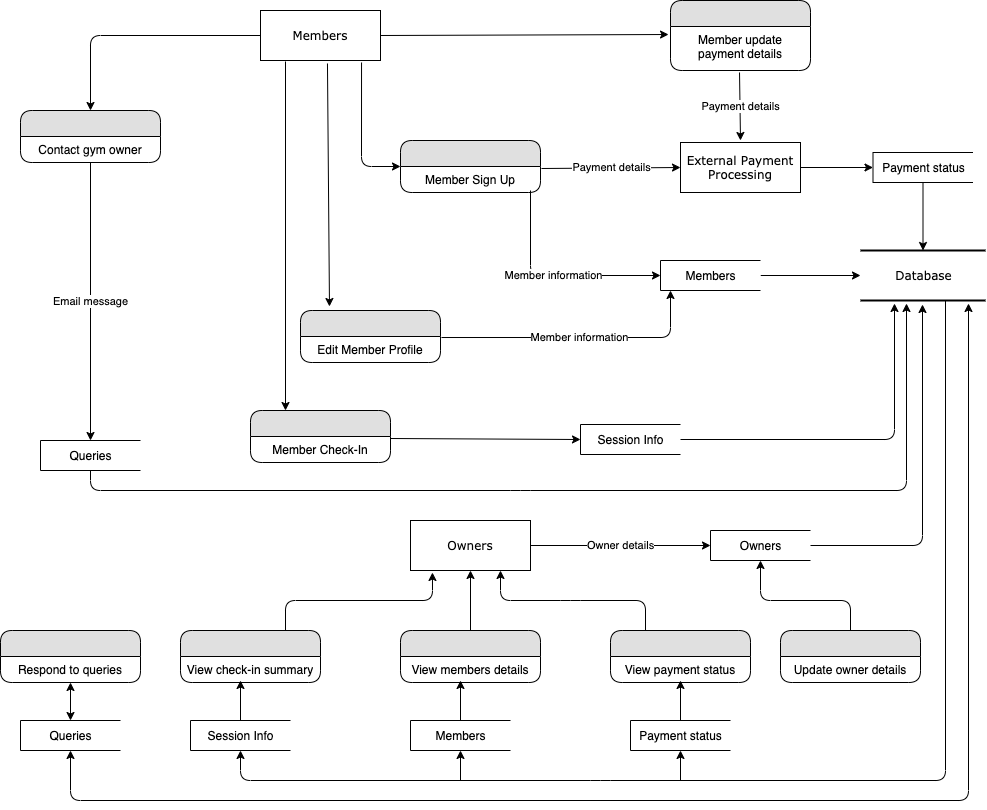 Members
Member update
payment details
Contact gym owner
Payment details
Member Sign Up
Payment details
External Payment
Processing
Payment status
Member information
Members
Database
Email message
Edit Member Profile
Member information
Member Check-In
Session Info
Queries
Owners
Owner details
Owners
Respond to queries
View check-in summary
View members details
View payment status
Update owner details
Queries
Session Info
Members
Payment status